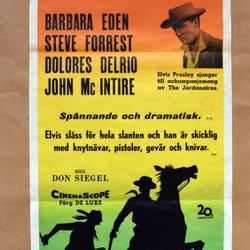 BARBARA EDEN
STEVE FORREST
DOLORES DELRIO
JOHN Mc INTIRE
Elvis Presley sjunger
till ackompanjemang
av The Jordanaires.
Spännande och dramatisk. . .
Elvis slåss för hela slanten och han är skicklig
med knytnävar, pistoler, gevär och knivar.
REGI
DON SIEGEL
CINEMASCOPE
Färg DE LUXE
20